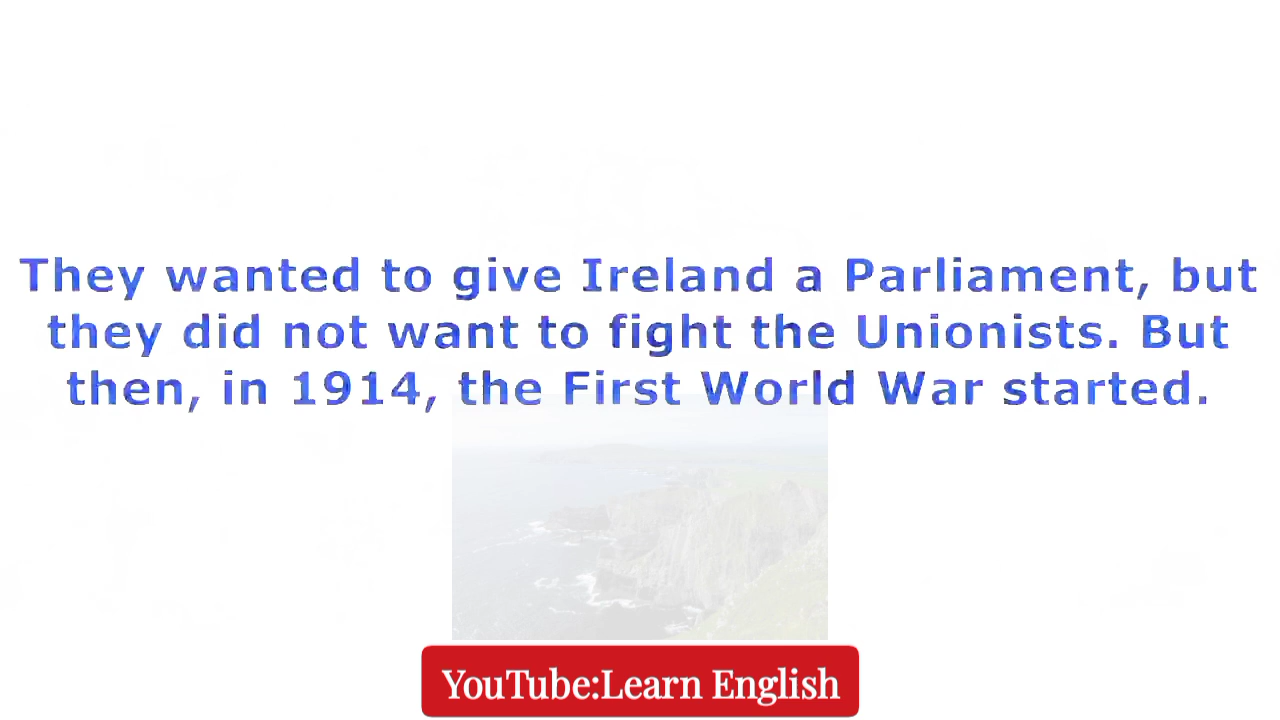 They wanted to give Ireland a Parliament, but
they did not want to fight the Unionists. But
then, in 1914, the First World War started.
YouTube:Learn English